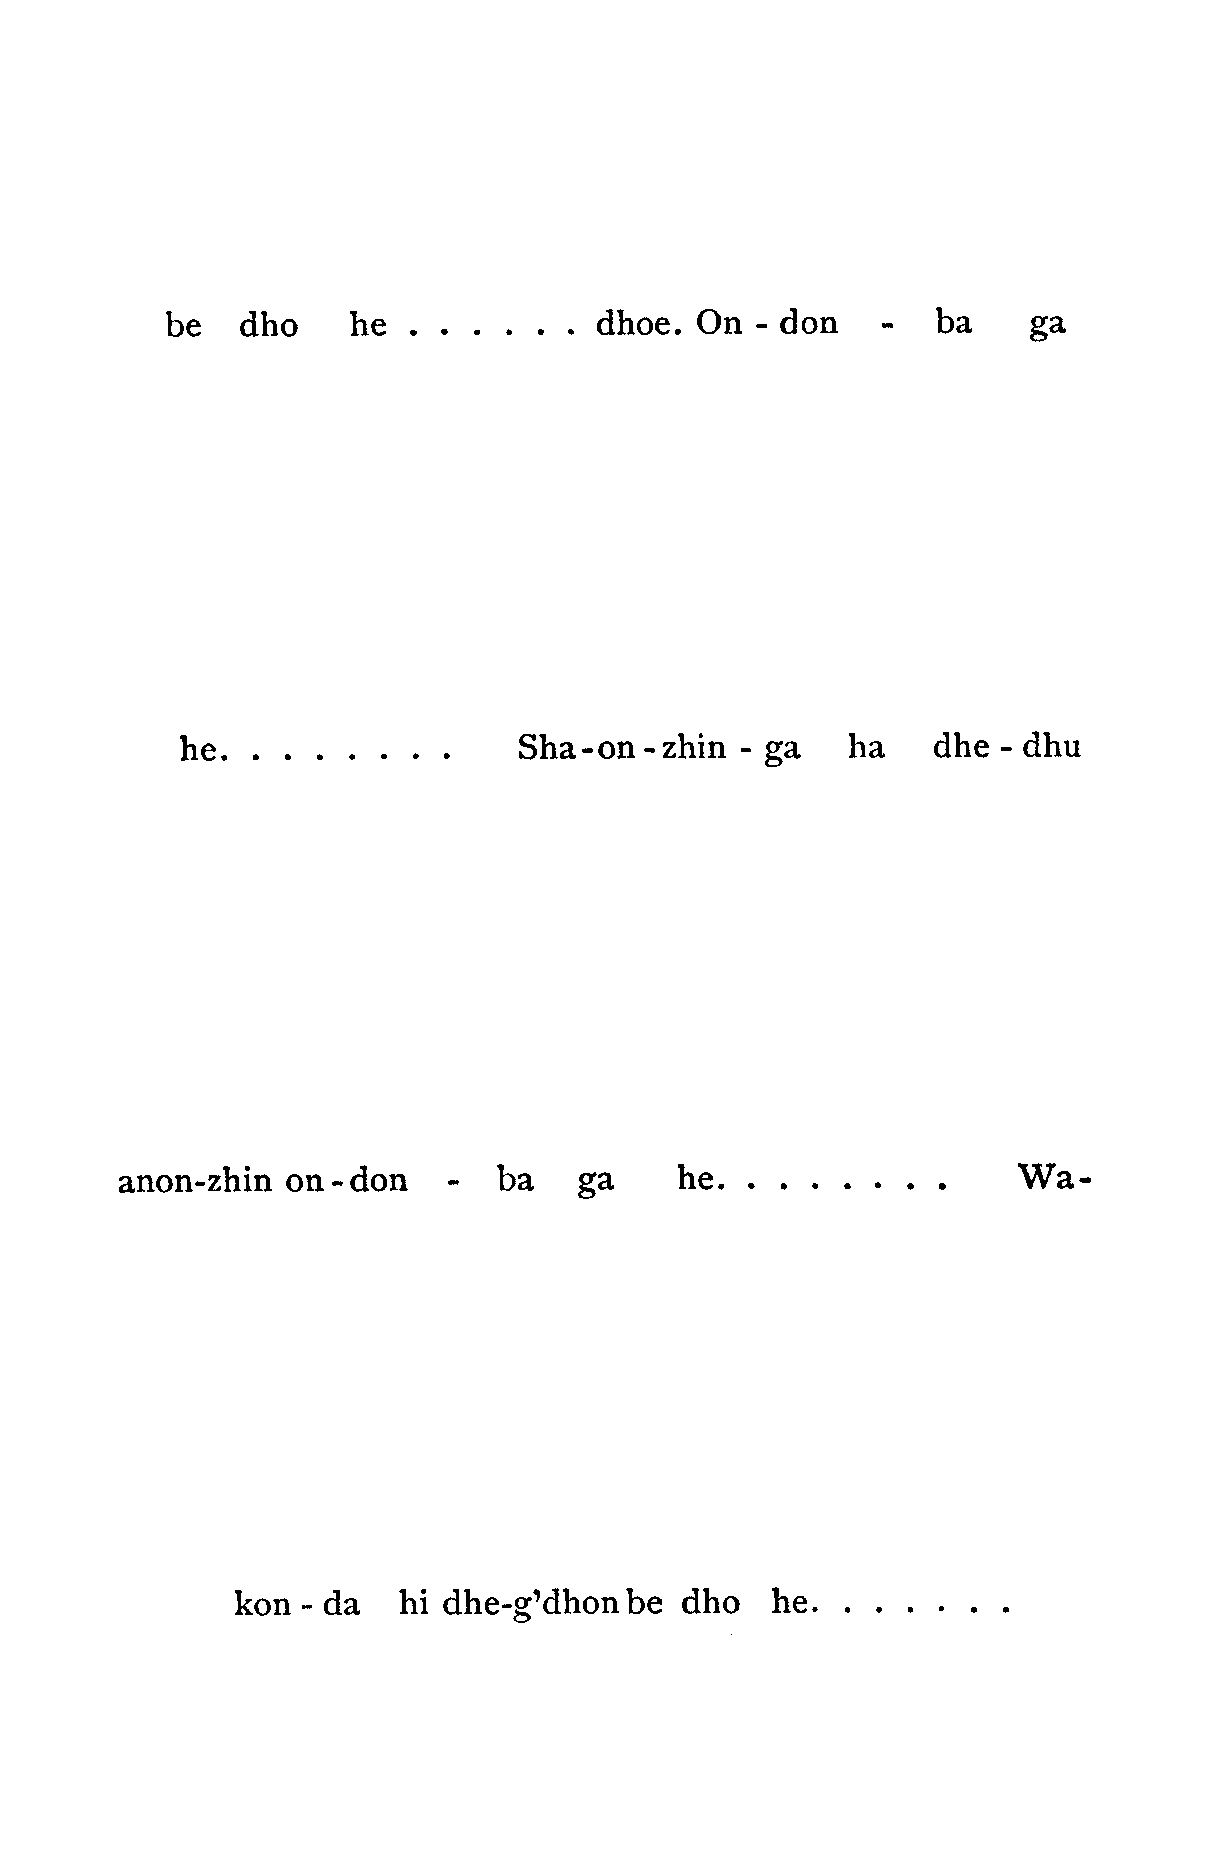 be dho he . . . . . . dhoe. On - don - ba ga
he. . . . . . . . Sha-on-zhin - ga ha dhe - dhu
anon-zhin on-don - ba ga he. . . . . . . . Wa-
kon - da hi dhe-g'dhon be dho he. . . . . . .